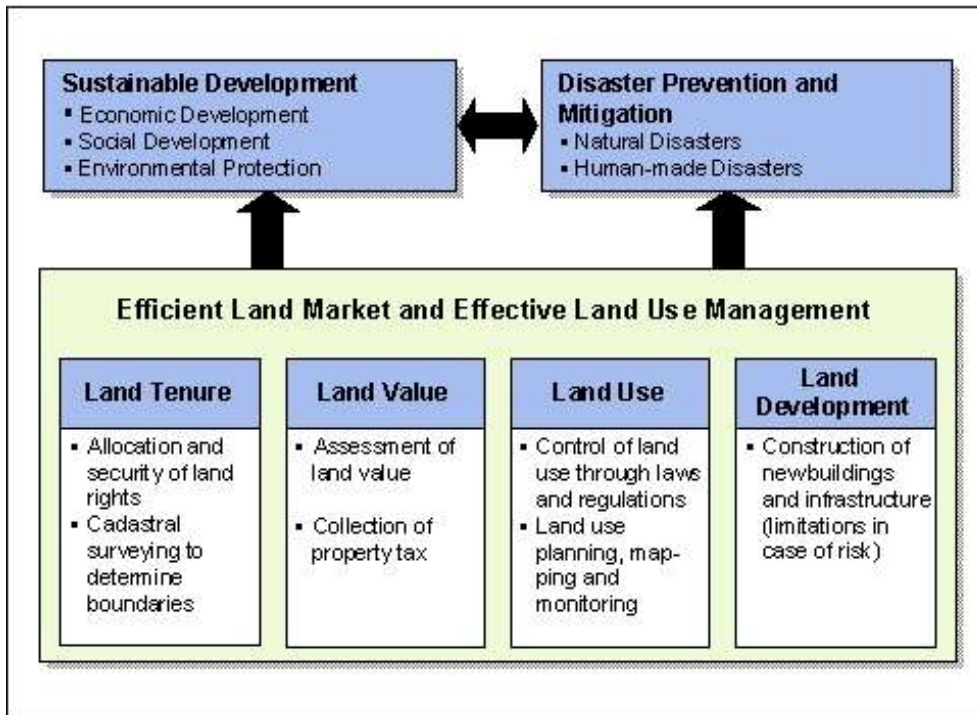 Sustainable Development
▪ Economic Development
▪ Social Development
▪ Environmental Protection
Disaster Prevention and
Mitigation
▪ Natural Disasters
▪ Human-made Disasters
Efficient Land Market and Effective Land Use Management
Land Tenure
▪ Allocation and
security of land
rights
▪ Cadastral
surveying to
determine
boundaries
Land Value
▪ Assessment of
land value
▪ Collection of
property tax
Land Use
▪ Control of land
use through laws
and regulations
▪ Land use
planning, map-
ping and
monitoring
Land
Development
▪ Construction of
newbuildings
and infrastructure
(limitations in
case of risk)